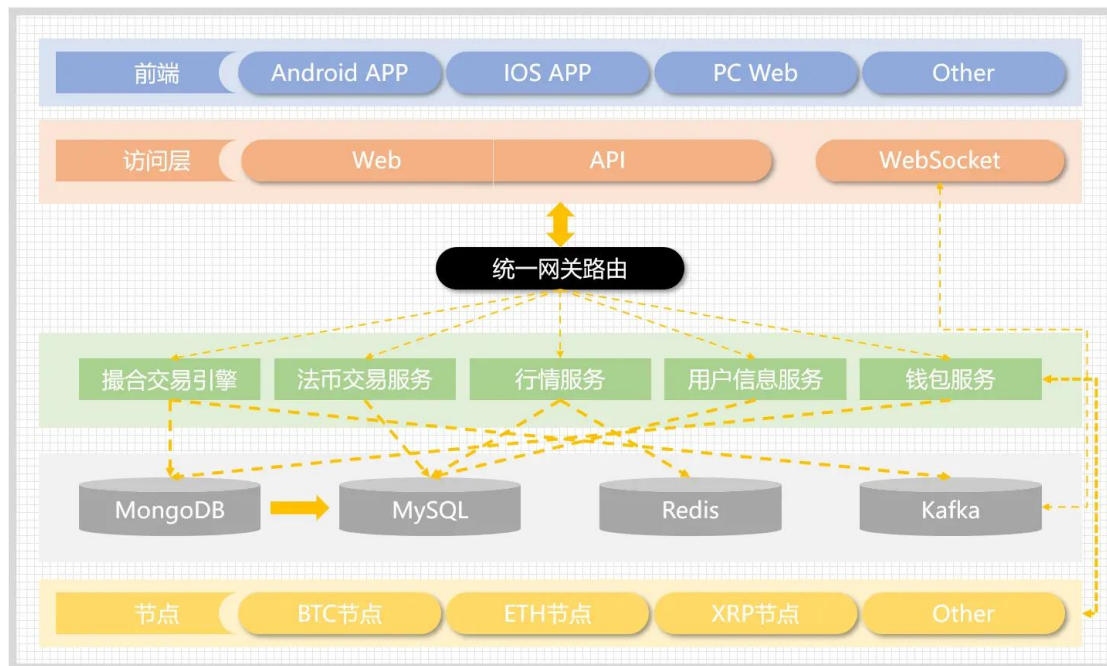 前端 Android APP IOS APP PC Web Other
访问层 Web API WebSocket
统一网关路由
撮合交易引擎 法币交易服务 行情服务 用户信息服务 钱包服务
MongoDB MySQL Redis Kafka
节点 BTC节点 ETH节点 XRP节点 Other